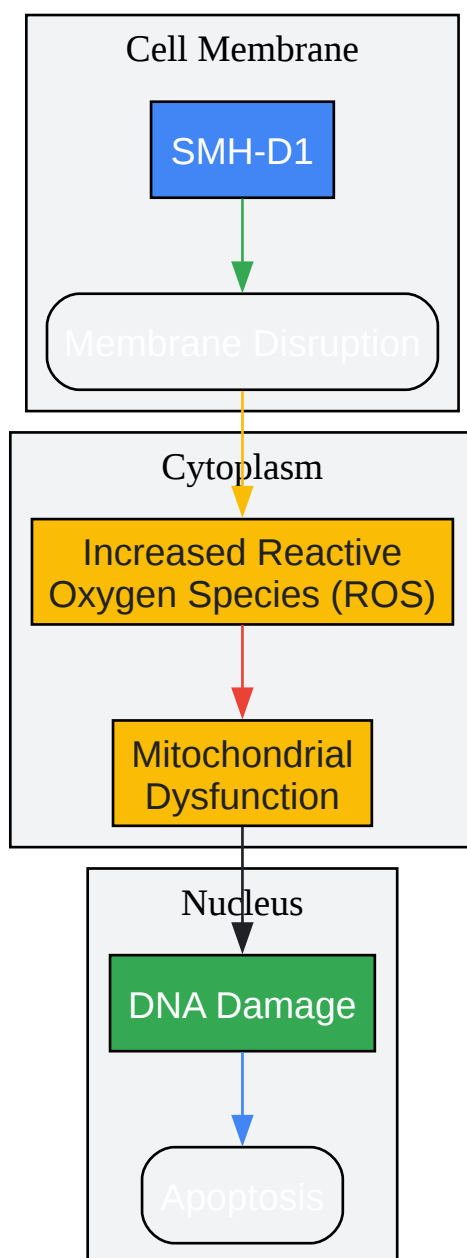 Cell Membrane
SMH-D1
Membrane Disruption
Cytoplasm
Increased Reactive
Oxygen Species (ROS)
Mitochondrial
Dysfunction
Nucleus
DNA Damage
Apoptosis